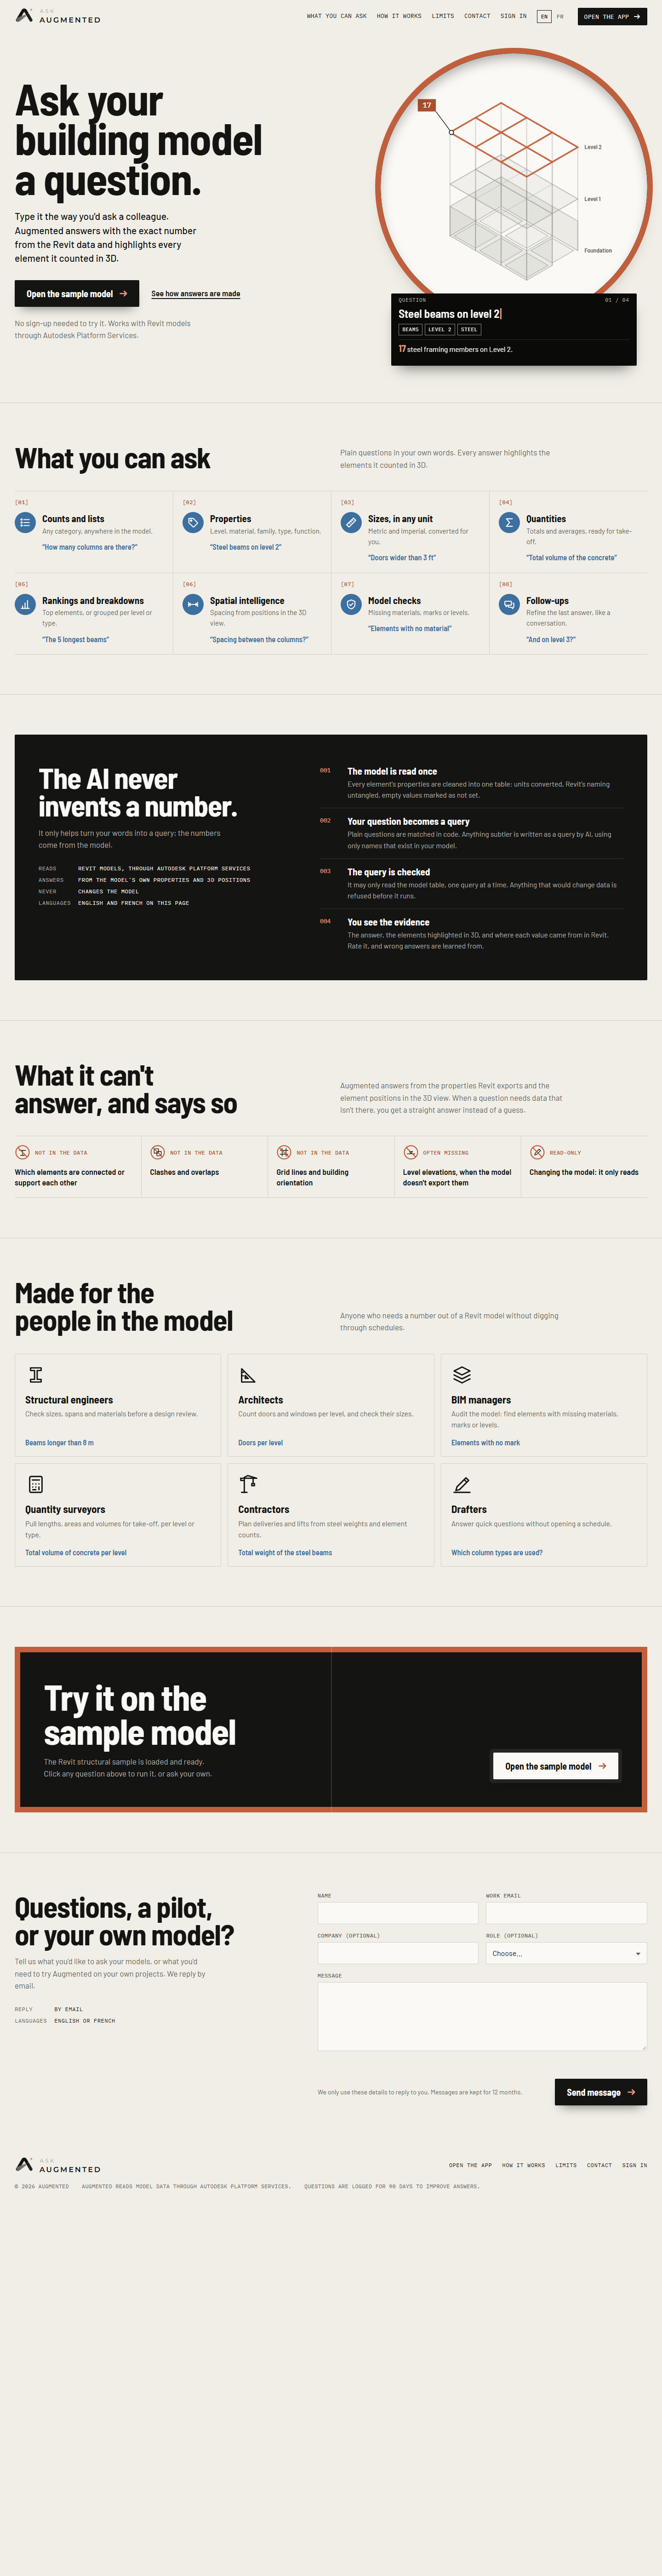 ASK
AUGMENTED
WHAT YOU CAN ASK HOW IT WORKS LIMITS CONTACT SIGN IN EN FR OPEN THE APP →
Ask your
building model
a question.
Type it the way you'd ask a colleague.
Augmented answers with the exact number
from the Revit data and highlights every
element it counted in 3D.
Open the sample model →
See how answers are made
No sign-up needed to try it. Works with Revit models
through Autodesk Platform Services.
17
Level 2
Level 1
Foundation
QUESTION 01 / 04
Steel beams on level 2
BEAMS LEVEL 2 STEEL
17 steel framing members on Level 2.
What you can ask
Plain questions in your own words. Every answer highlights the
elements it counted in 3D.
[01]
Counts and lists
Any category, anywhere in the model.
"How many columns are there?"
[02]
Properties
Level, material, family, type, function.
"Steel beams on level 2"
[03]
Sizes, in any unit
Metric and imperial, converted for
you.
"Doors wider than 3 ft"
[04]
Quantities
Totals and averages, ready for take-
off.
"Total volume of the concrete"
[05]
Rankings and breakdowns
Top elements, or grouped per level or
type.
"The 5 longest beams"
[06]
Spatial intelligence
Spacing from positions in the 3D
view.
"Spacing between the columns?"
[07]
Model checks
Missing materials, marks or levels.
"Elements with no material"
[08]
Follow-ups
Refine the last answer, like a
conversation.
"And on level 3?"
The AI never
invents a number.
It only helps turn your words into a query; the numbers
come from the model.
READS REVIT MODELS, THROUGH AUTODESK PLATFORM SERVICES
ANSWERS FROM THE MODEL'S OWN PROPERTIES AND 3D POSITIONS
NEVER CHANGES THE MODEL
LANGUAGES ENGLISH AND FRENCH ON THIS PAGE
001
The model is read once
Every element's properties are cleaned into one table: units converted, Revit's naming
untangled, empty values marked as not set.
002
Your question becomes a query
Plain questions are matched in code. Anything subtler is written as a query by AI, using
only names that exist in your model.
003
The query is checked
It may only read the model table, one query at a time. Anything that would change data is
refused before it runs.
004
You see the evidence
The answer, the elements highlighted in 3D, and where each value came from in Revit.
Rate it, and wrong answers are learned from.
What it can't
answer, and says so
Augmented answers from the properties Revit exports and the
element positions in the 3D view. When a question needs data that
isn't there, you get a straight answer instead of a guess.
NOT IN THE DATA
Which elements are connected or
support each other
NOT IN THE DATA
Clashes and overlaps
NOT IN THE DATA
Grid lines and building
orientation
OFTEN MISSING
Level elevations, when the model
doesn't export them
READ-ONLY
Changing the model: it only reads
Made for the
people in the model
Anyone who needs a number out of a Revit model without digging
through schedules.
Structural engineers
Check sizes, spans and materials before a design review.
Beams longer than 8 m
Architects
Count doors and windows per level, and check their sizes.
Doors per level
BIM managers
Audit the model: find elements with missing materials,
marks or levels.
Elements with no mark
Quantity surveyors
Pull lengths, areas and volumes for take-off, per level or
type.
Total volume of concrete per level
Contractors
Plan deliveries and lifts from steel weights and element
counts.
Total weight of the steel beams
Drafters
Answer quick questions without opening a schedule.
Which column types are used?
Try it on the
sample model
The Revit structural sample is loaded and ready.
Click any question above to run it, or ask your own.
Open the sample model →
Questions, a pilot,
or your own model?
Tell us what you'd like to ask your models, or what you'd
need to try Augmented on your own projects. We reply by
email.
REPLY BY EMAIL
LANGUAGES ENGLISH OR FRENCH
NAME
WORK EMAIL
COMPANY (OPTIONAL)
ROLE (OPTIONAL)
Choose...
MESSAGE
We only use these details to reply to you. Messages are kept for 12 months.
Send message →
ASK
AUGMENTED
OPEN THE APP HOW IT WORKS LIMITS CONTACT SIGN IN
© 2026 AUGMENTED AUGMENTED READS MODEL DATA THROUGH AUTODESK PLATFORM SERVICES. QUESTIONS ARE LOGGED FOR 90 DAYS TO IMPROVE ANSWERS.